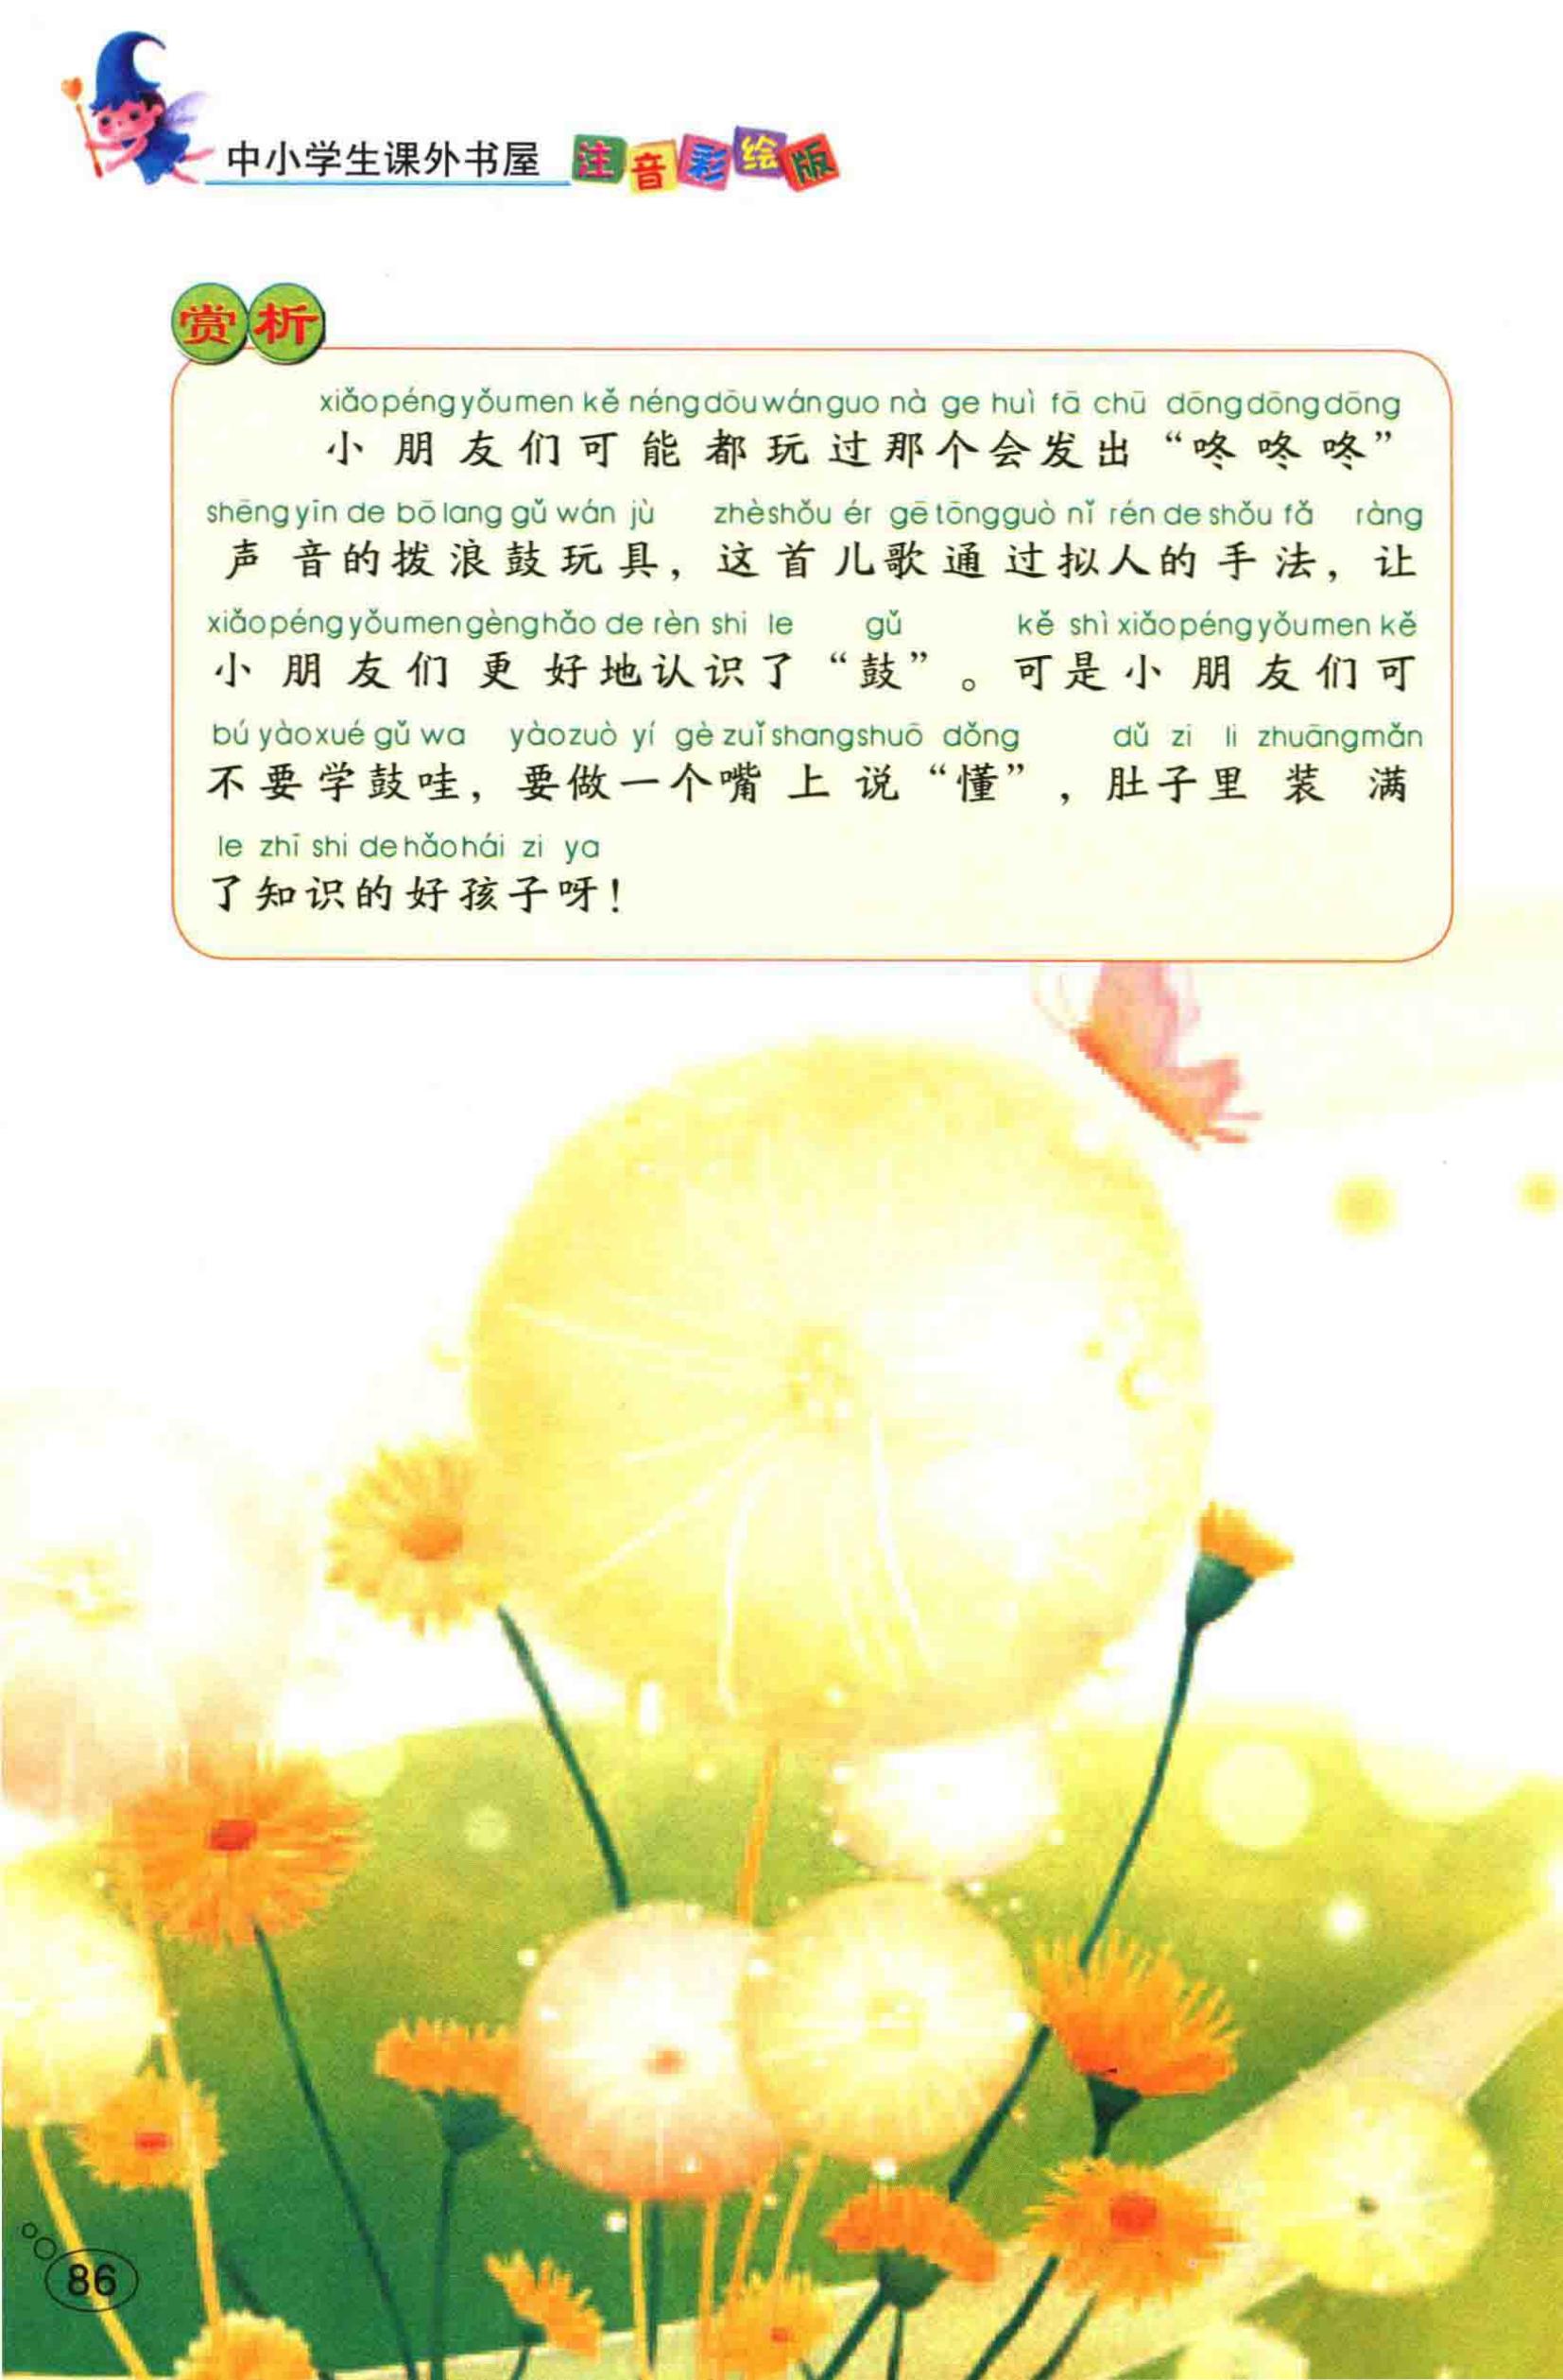 中小学生课外书屋 注音彩绘版
赏析
xiǎo péng yǒu men kě néng dōu wán guo nà ge huì fā chū dōng dōng dōng
小朋友们可能都玩过那个会发出“咚咚咚”
shēng yīn de bō lang gǔ wán jù zhè shǒu ér gē tōng guò nǐ rén de shǒu fǎ ràng
声音的拨浪鼓玩具，这首儿歌通过拟人的手法，让
xiǎo péng yǒu men gèng hǎo de rèn shi le gǔ kě shì xiǎo péng yǒu men kě
小朋友们更好地认识了“鼓”。可是小朋友们可
bú yào xué gǔ wa yào zuò yí gè zuǐ shang shuō dǒng dǔ zi li zhuāng mǎn
不要学鼓哇，要做一个嘴上说“懂”，肚子里装满
le zhī shi de hǎo hái zi ya
了知识的好孩子呀！
86